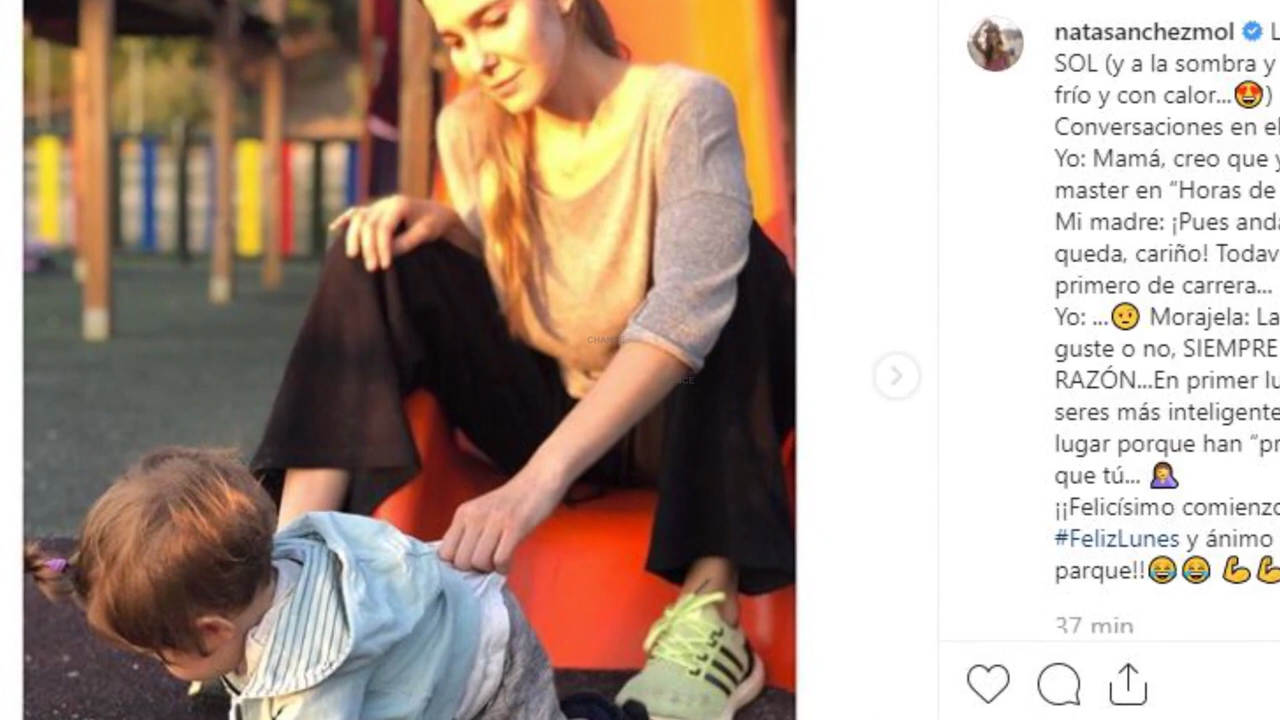 natasanchezmol L
SOL (y a la sombra y
frío y con calor...😍)
Conversaciones en el
Yo: Mamá, creo que y
master en “Horas de
Mi madre: ¡Pues anda
queda, cariño! Todav
primero de carrera...
Yo: ...🤨 Morajela: La
guste o no, SIEMPRE
RAZÓN...En primer lu
seres más inteligente
lugar porque han “pr
que tú... 🤦‍♀️
¡¡Felicísimo comienzo
#FelizLunes y ánimo
parque!!😂😂 💪💪
37 min